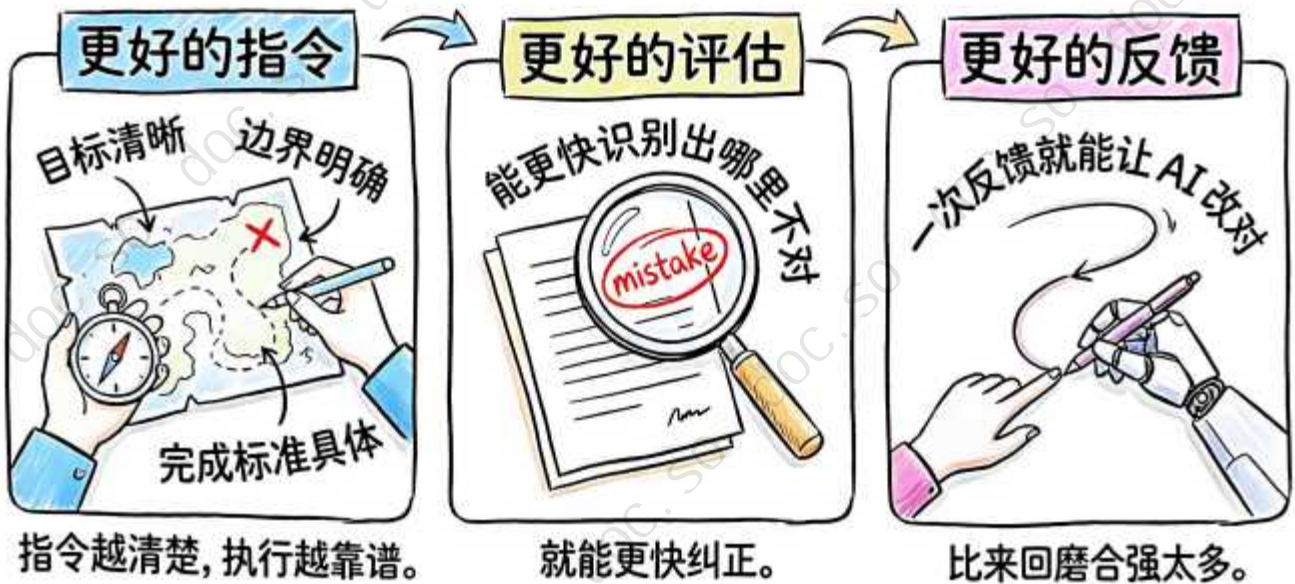 更好的指令
更好的评估
更好的反馈
目标清晰
边界明确
完成标准具体
能更快识别出哪里不对
mistake
一次反馈就能让 AI 改对
指令越清楚,执行越靠谱。
就能更快纠正。
比来回磨合强太多。
doc.so